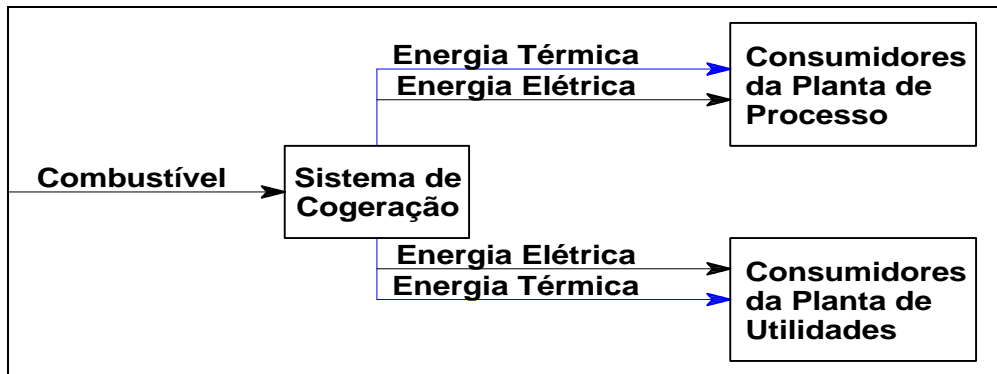 Energia Térmica
Energia Elétrica
Consumidores
da Planta de
Processo
Combustível
Sistema de
Cogeração
Energia Elétrica
Energia Térmica
Consumidores
da Planta de
Utilidades